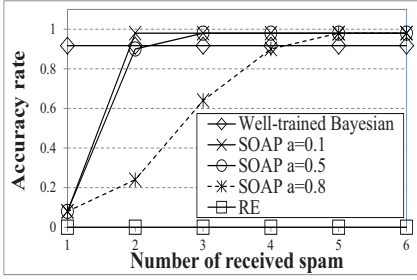 Accuracy rate
1
0.8
0.6
0.4
0.2
0
Well-trained Bayesian
SOAP a=0.1
SOAP a=0.5
SOAP a=0.8
RE
1 2 3 4 5 6
Number of received spam